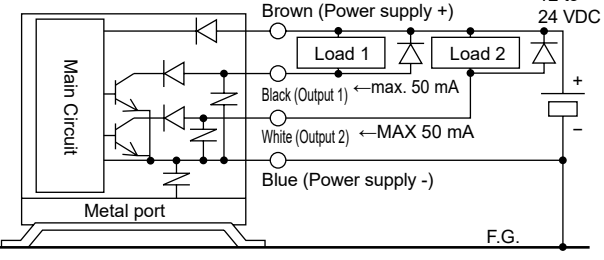 Brown (Power supply +)
24 VDC
Load 1
Load 2
Main Circuit
Black (Output 1) ←max. 50 mA
+
White (Output 2) ←MAX 50 mA
−
Blue (Power supply -)
Metal port
F.G.